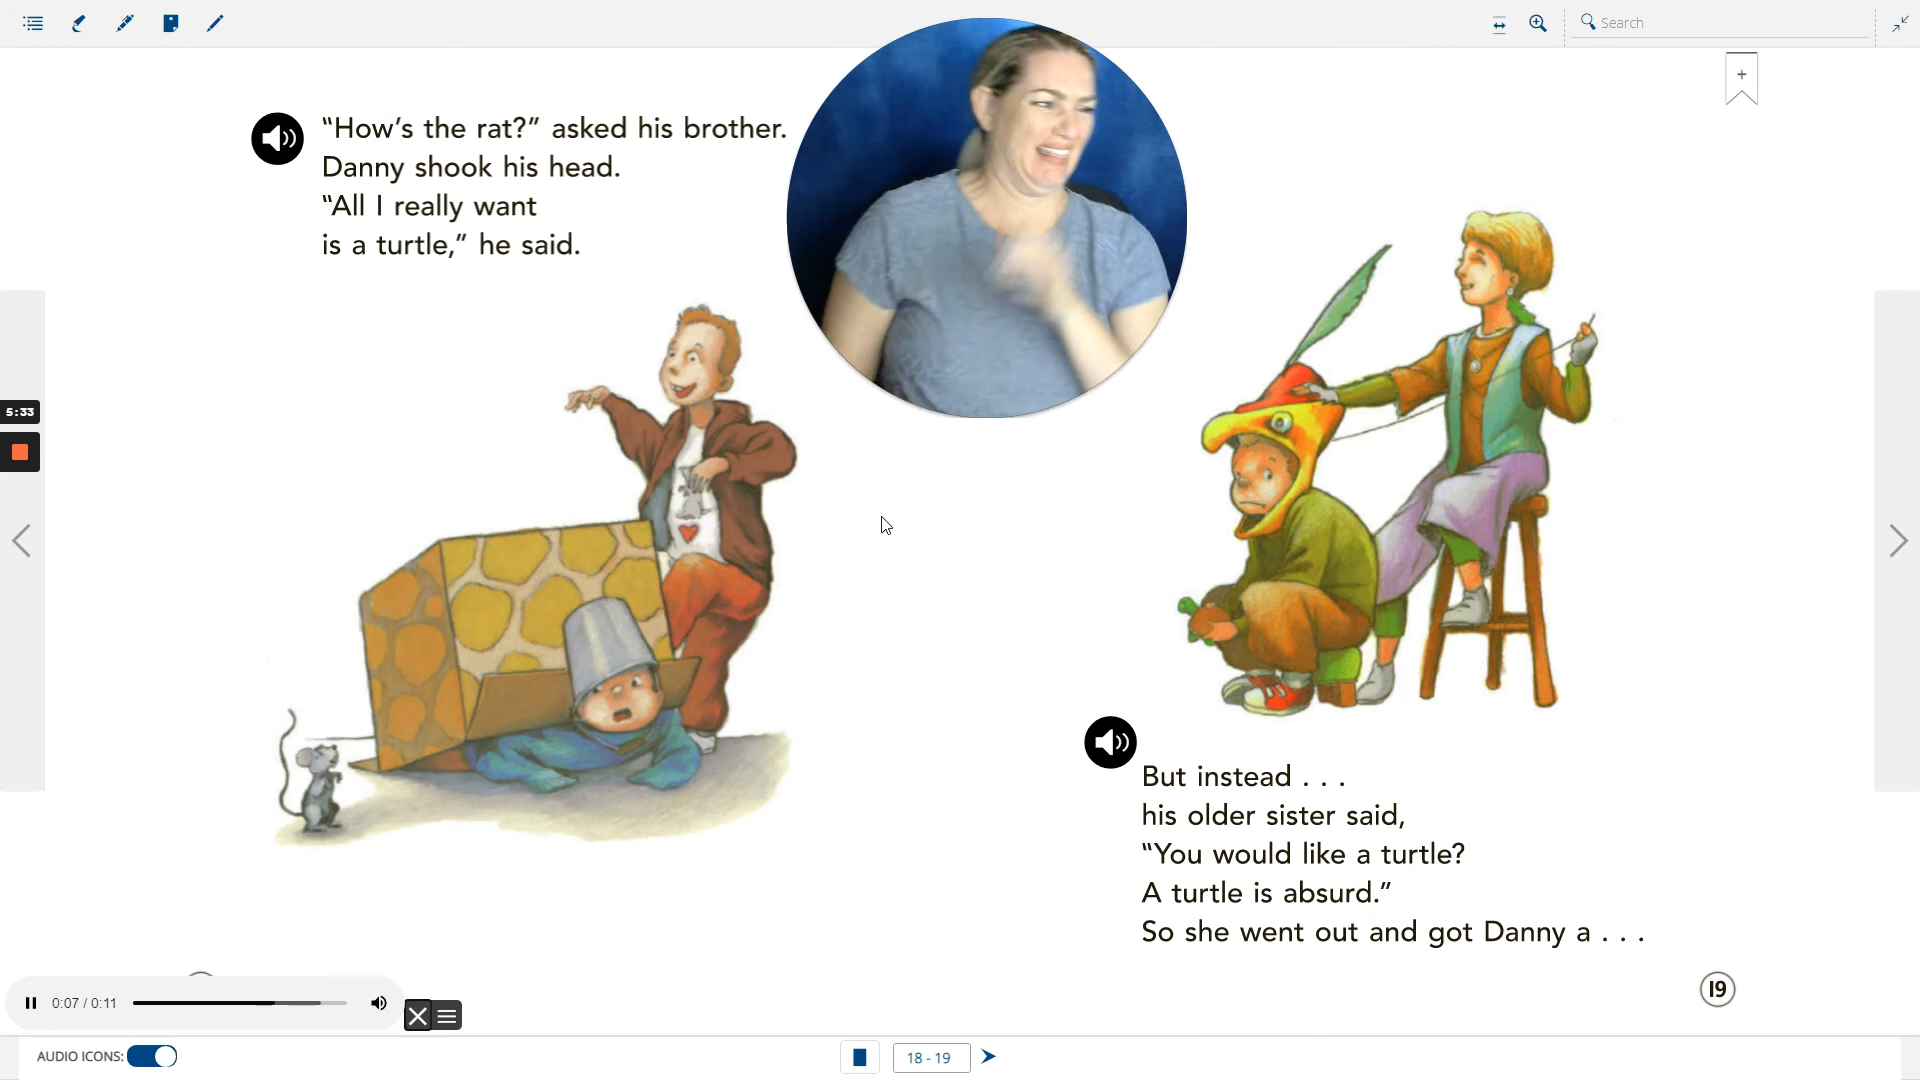 Search
+
“How’s the rat?” asked his brother.
Danny shook his head.
“All I really want
is a turtle,” he said.
5:33
But instead . . .
his older sister said,
“You would like a turtle?
A turtle is absurd.”
So she went out and got Danny a . . .
19
0:07 / 0:11
AUDIO ICONS:
18 - 19